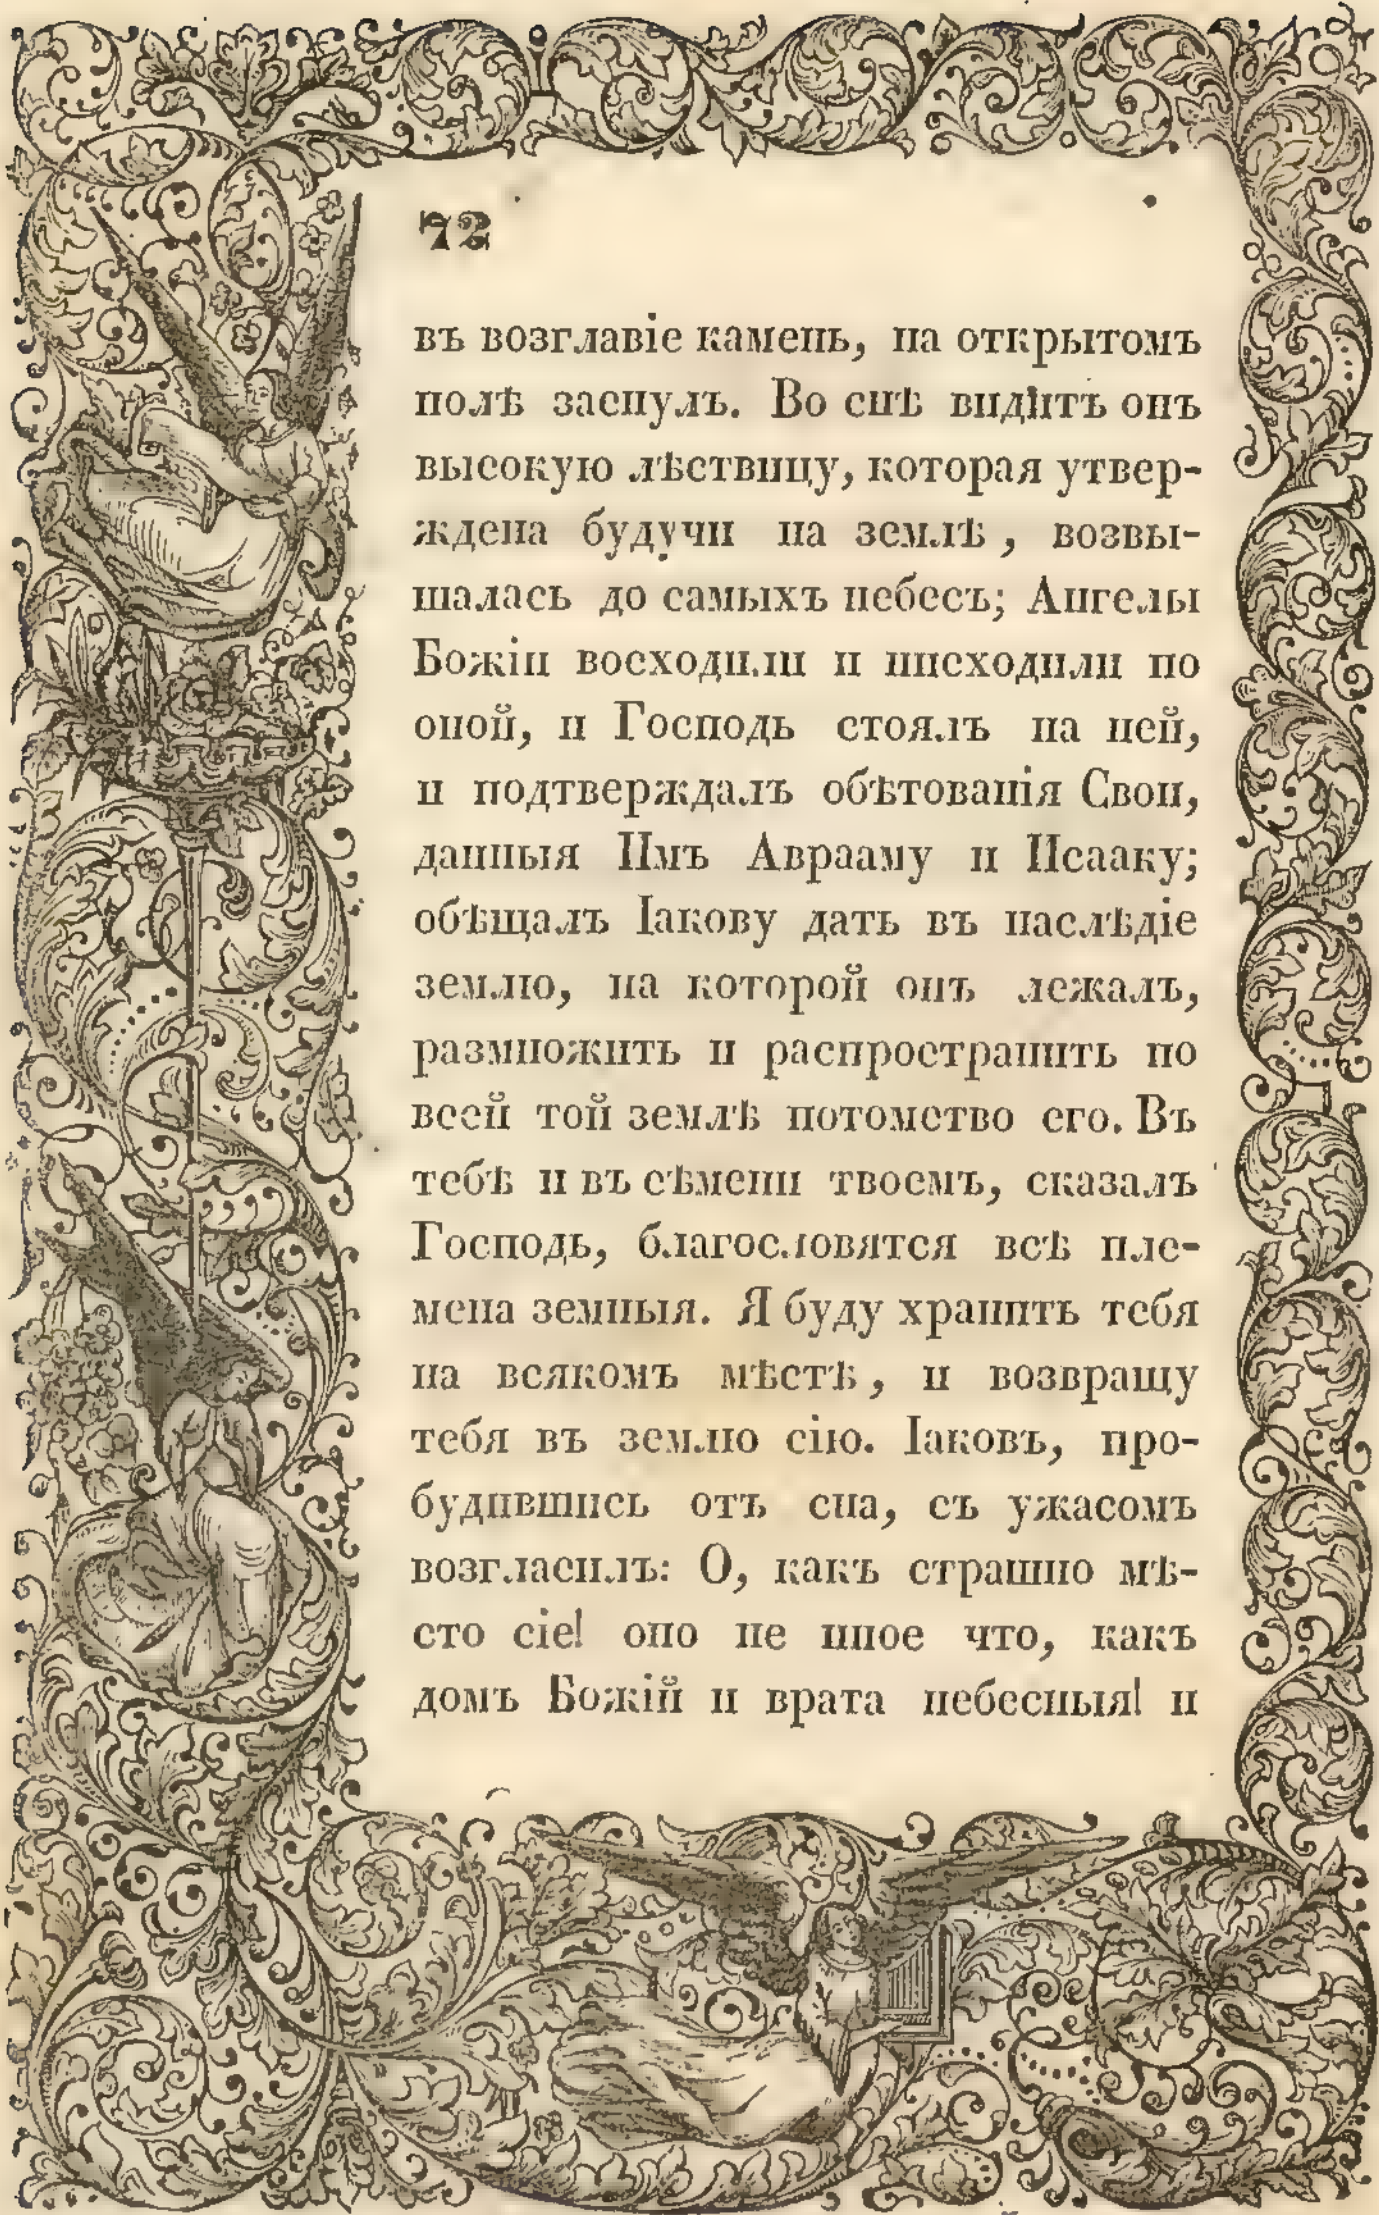 72
въ возглавіе камень, на открытомъ
полѣ заснулъ. Во снѣ видитъ онъ
высокую лѣствицу, которая утвер-
ждена будучи на землѣ, возвы-
шалась до самыхъ небесъ; Ангелы
Божіи восходили и нисходили по
оной, и Господь стоялъ на ней,
и подтверждалъ обѣтованія Свои,
данныя Имъ Аврааму и Исааку;
обѣщалъ Іакову дать въ наслѣдіе
землю, на которой онъ лежалъ,
размножить и распространить по
всей той землѣ потомство его. Въ
тебѣ и въ сѣмени твоемъ, сказалъ
Господь, благословятся всѣ пле-
мена земныя. Я буду хранить тебя
на всякомъ мѣстѣ, и возвращу
тебя въ землю сію. Іаковъ, про-
будившись отъ сна, съ ужасомъ
возгласилъ: О, какъ страшно мѣ-
сто сіе! оно не иное что, какъ
домъ Божій и врата небесныя! и